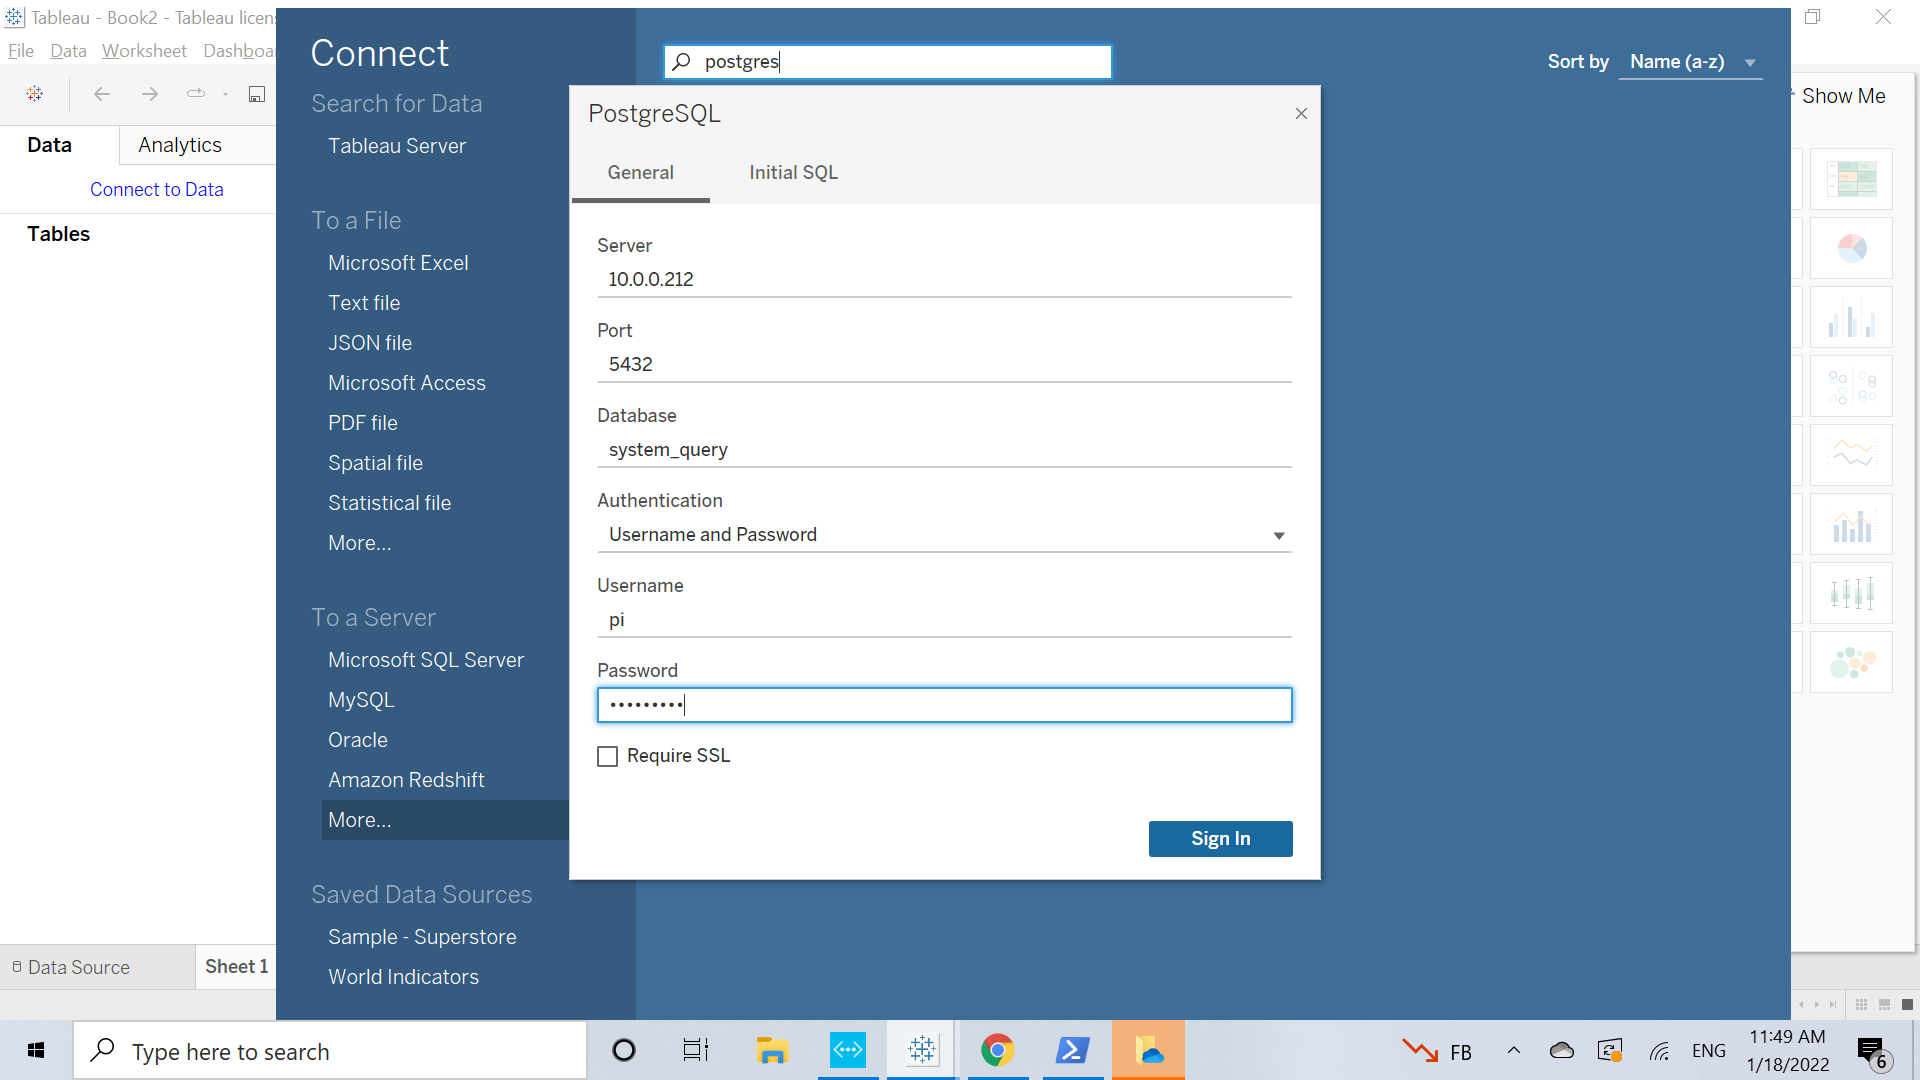 Tableau - Book2 - Tableau licens
File Data Worksheet Dashboa
Data
Analytics
Connect to Data
Tables
Data Source
Sheet 1
Connect
Search for Data
Tableau Server
To a File
Microsoft Excel
Text file
JSON file
Microsoft Access
PDF file
Spatial file
Statistical file
More...
To a Server
Microsoft SQL Server
MySQL
Oracle
Amazon Redshift
More...
Saved Data Sources
Sample - Superstore
World Indicators
postgres
Sort by Name (a-z)
PostgreSQL
General
Initial SQL
Server
10.0.0.212
Port
5432
Database
system_query
Authentication
Username and Password
Username
pi
Password
•••••••••
Require SSL
Sign In
Show Me
Type here to search
FB
ENG
11:49 AM
1/18/2022
6